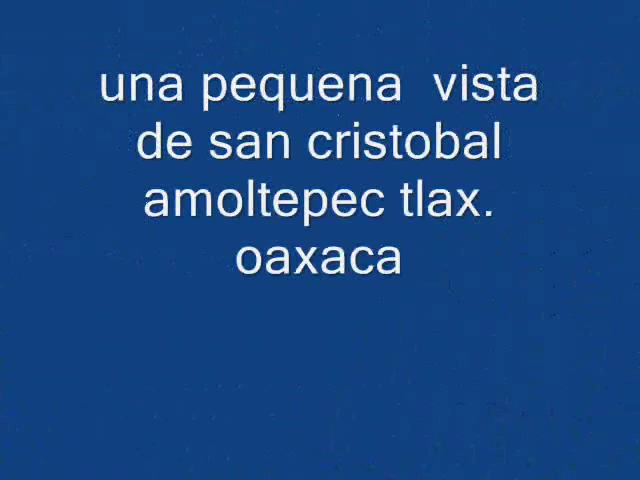 una pequena  vista
de san cristobal
amoltepec tlax.
oaxaca